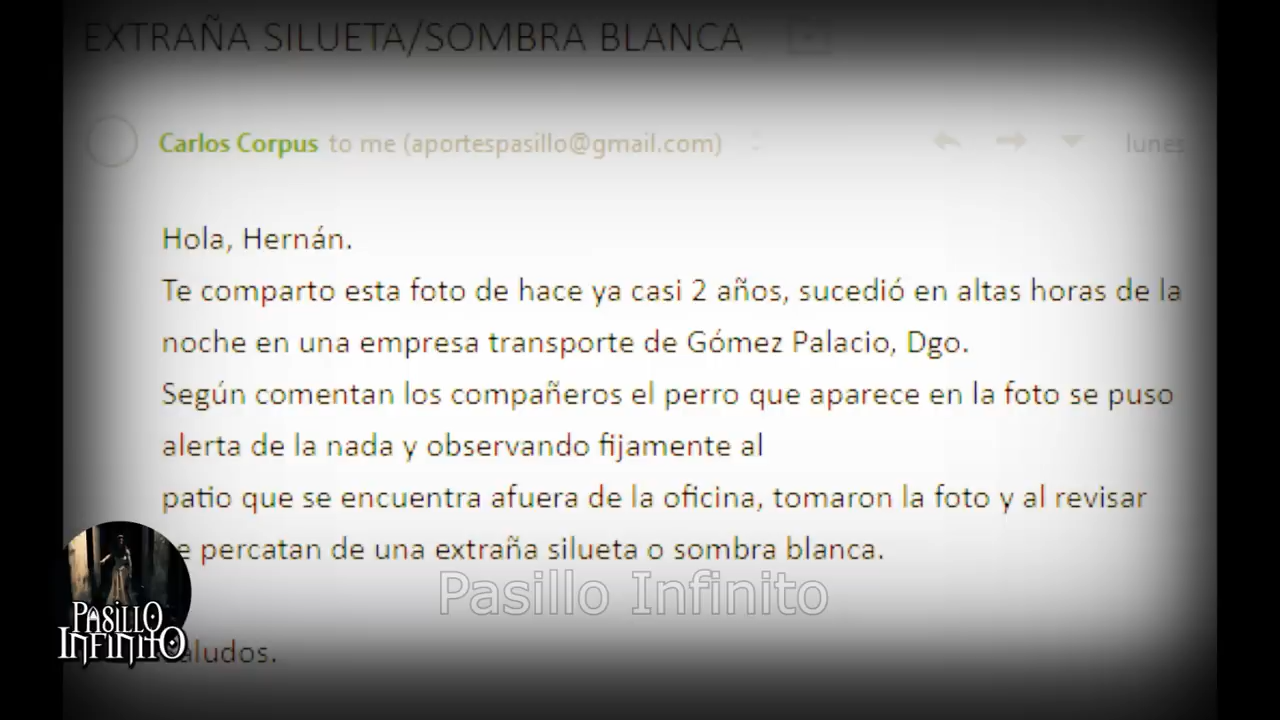 EXTRAÑA SILUETA/SOMBRA BLANCA
Carlos Corpus to me (aportespasillo@gmail.com) lunes
Hola, Hernán.
Te comparto esta foto de hace ya casi 2 años, sucedió en altas horas de la
noche en una empresa transporte de Gómez Palacio, Dgo.
Según comentan los compañeros el perro que aparece en la foto se puso
alerta de la nada y observando fijamente al
patio que se encuentra afuera de la oficina, tomaron la foto y al revisar
percatan de una extraña silueta o sombra blanca.
Pasillo Infinito
PASILLO
INFINITO